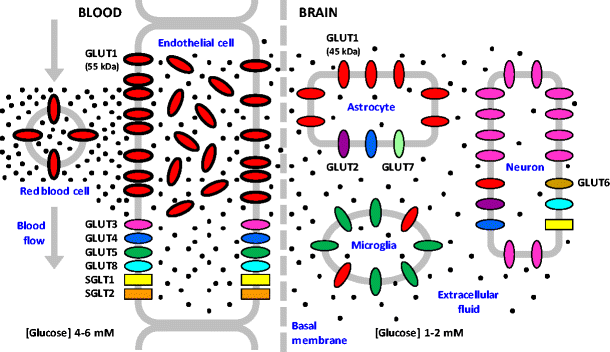 BLOOD
BRAIN
GLUT1
(55 kDa)
Endothelial cell
GLUT1
(45 kDa)
Astrocyte
Neuron
GLUT2
GLUT7
GLUT6
Red blood cell
Blood
flow
GLUT3
GLUT4
GLUT5
GLUT8
SGLT1
SGLT2
Microglia
Extracellular
fluid
[Glucose] 4-6 mM
Basal
membrane
[Glucose] 1-2 mM